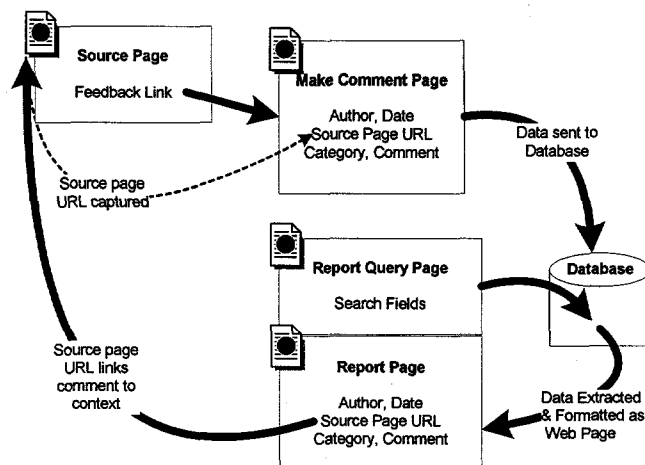 Source Page
Feedback Link
Make Comment Page
Author, Date
Source Page URL
Category, Comment
Data sent to
Database
Source page
URL captured
Report Query Page
Search Fields
Database
Source page
URL links
comment to
context
Report Page
Author, Date
Source Page URL
Category, Comment
Data Extracted
& Formatted as
Web Page